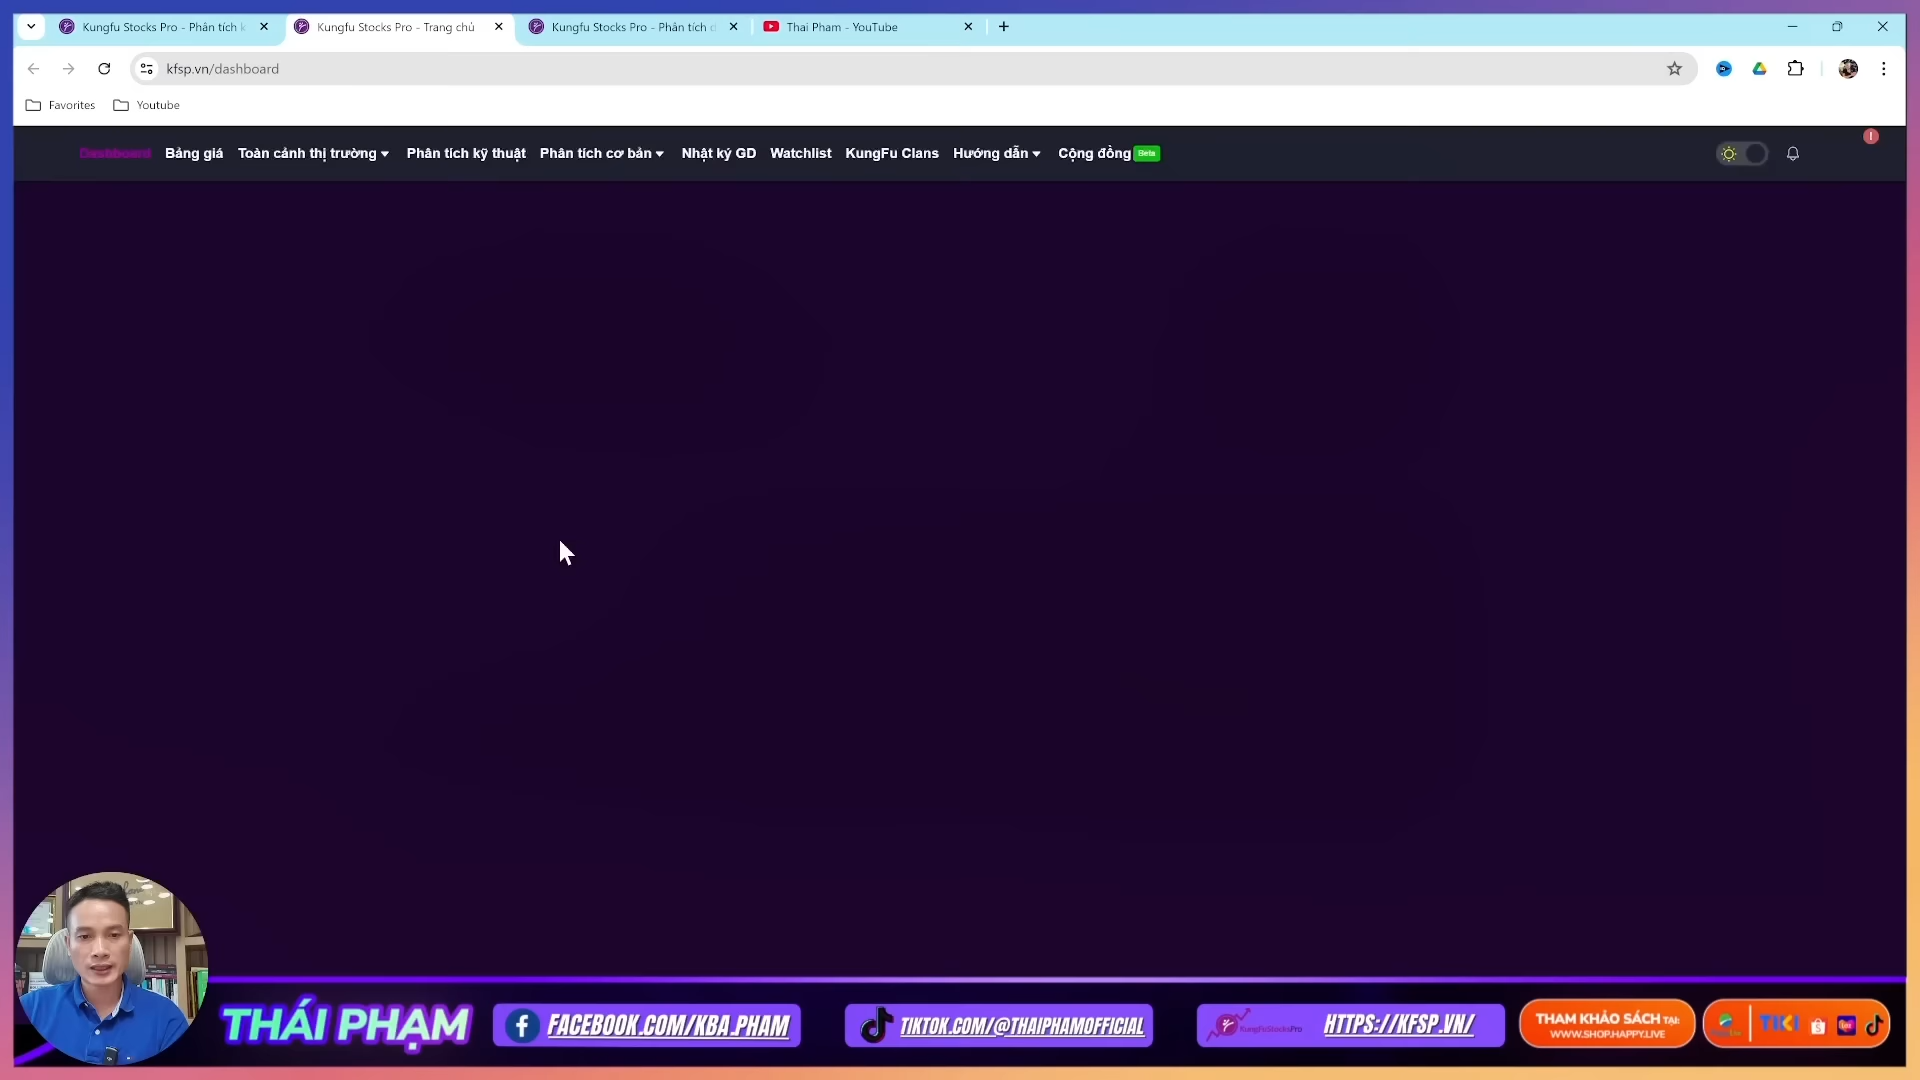 Kungfu Stocks Pro - Phân tích k
Kungfu Stocks Pro - Trang chủ
Kungfu Stocks Pro - Phân tích d
Thai Pham - YouTube
kfsp.vn/dashboard
Favorites
Youtube
Dashboard
Bảng giá
Toàn cảnh thị trường
Phân tích kỹ thuật
Phân tích cơ bản
Nhật ký GD
Watchlist
KungFu Clans
Hướng dẫn
Cộng đồng
Beta
THÁI PHẠM
FACEBOOK.COM/KBA.PHAM
TIKTOK.COM/@THAIPHAMOFFICIAL
KungfuStocksPro
HTTPS://KFSP.VN/
THAM KHẢO SÁCH TẠI:
WWW.SHOP.HAPPY.LIVE
TIKI